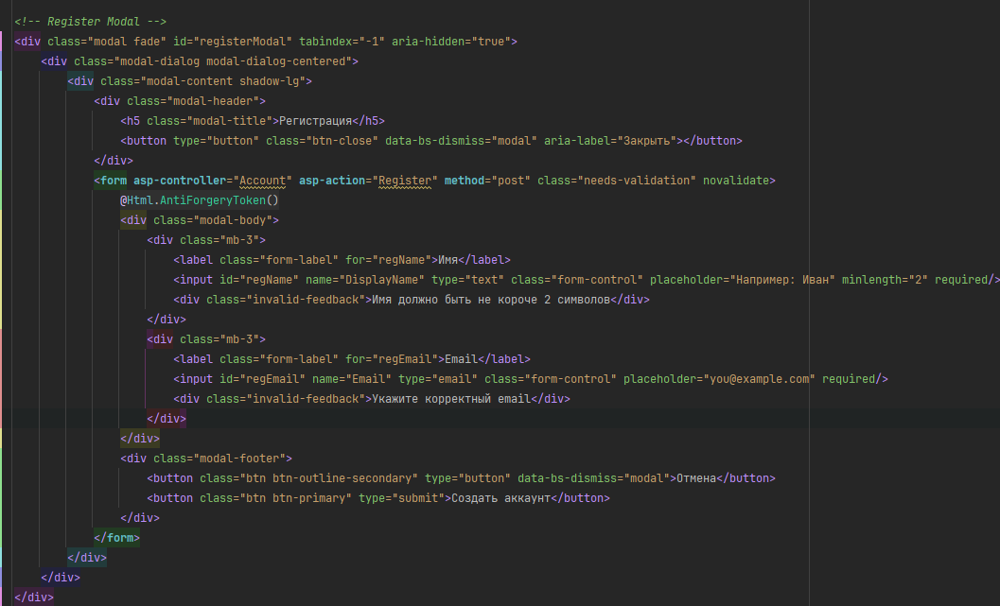 <!-- Register Modal -->
<div class="modal fade" id="registerModal" tabindex="-1" aria-hidden="true">
    <div class="modal-dialog modal-dialog-centered">
        <div class="modal-content shadow-lg">
            <div class="modal-header">
                <h5 class="modal-title">Регистрация</h5>
                <button type="button" class="btn-close" data-bs-dismiss="modal" aria-label="Закрыть"></button>
            </div>
            <form asp-controller="Account" asp-action="Register" method="post" class="needs-validation" novalidate>
                @Html.AntiForgeryToken()
                <div class="modal-body">
                    <div class="mb-3">
                        <label class="form-label" for="regName">Имя</label>
                        <input id="regName" name="DisplayName" type="text" class="form-control" placeholder="Например: Иван" minlength="2" required/>
                        <div class="invalid-feedback">Имя должно быть не короче 2 символов</div>
                    </div>
                    <div class="mb-3">
                        <label class="form-label" for="regEmail">Email</label>
                        <input id="regEmail" name="Email" type="email" class="form-control" placeholder="you@example.com" required/>
                        <div class="invalid-feedback">Укажите корректный email</div>
                    </div>
                </div>
                <div class="modal-footer">
                    <button class="btn btn-outline-secondary" type="button" data-bs-dismiss="modal">Отмена</button>
                    <button class="btn btn-primary" type="submit">Создать аккаунт</button>
                </div>
            </form>
        </div>
    </div>
</div>